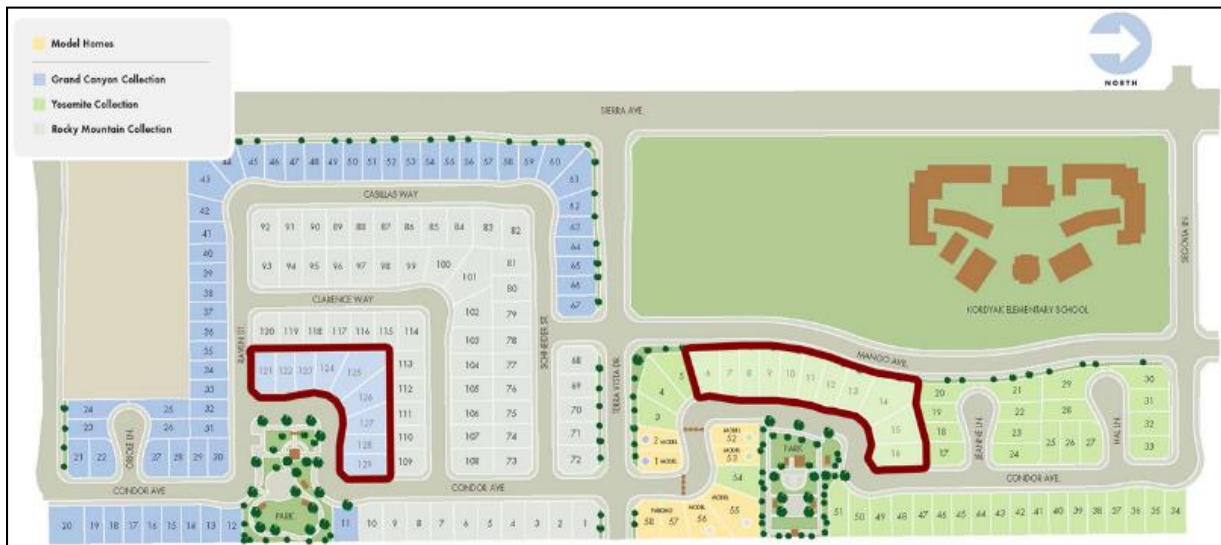 Model Homes
Grand Canyon Collection
Yosemite Collection
Rocky Mountain Collection
NORTH
SIERRA AVE.
44 45 46 47 48 49 50 51 52 53 54 55 56 57 58 59 60
43 61
CASILLAS WAY
42 62
41 63
40 64
39 65
38 66
37 67
36
35
34
33
92 91 90 89 88 87 86 85 84 83 82
93 94 95 96 97 98 99 100 101 81
80
CLARENCE WAY
102 79
120 119 118 117 116 115 114 103 78
121 122 123 124 125 113 104 77
126 112 105 76
127 111 106 75
128 110 107 74
129 109 108 73
RAVEN ST.
SCHNEIDER ST.
TERRA VISTA DR.
SEGOVIA LN.
KORDYAK ELEMENTARY SCHOOL
MANGO AVE.
68
69
70
71
72
5 6 7 8 9 10 11 12 13 14
4
3
2 MODEL
1 MODEL
15
16
MODEL
52
53
MODEL
54
PARK
20 21 29 30
19 22 28 31
18 23 32
17 24 25 26 27 33
JEANNE LN.
HAL LN.
24 25 32
23 26 31
21 22 27 28 29 30
ORIOLE LN.
CONDOR AVE
CONDOR AVE
CONDOR AVE.
20 19 18 17 16 15 14 13 12
PARK
11 10 9 8 7 6 5 4 3 2 1
PARKING
58 57
MODEL
56
MODEL
55
51 50 49 48 47 46 45 44 43 42 41 40 39 38 37 36 35 34